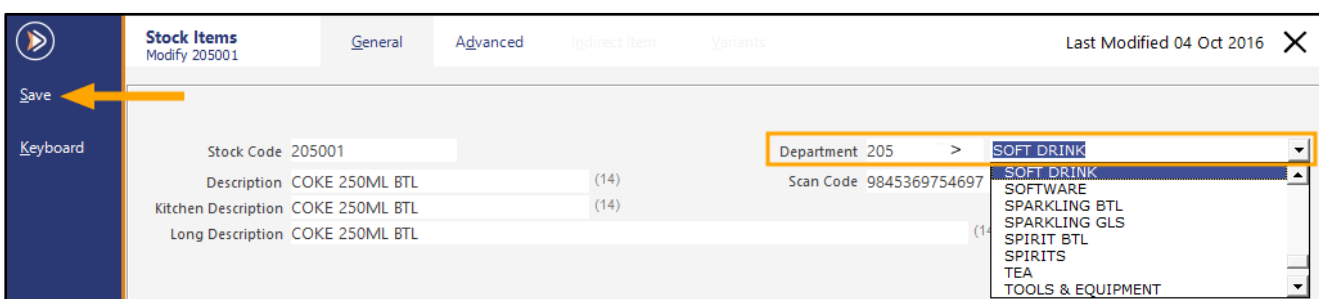 Stock Items
Modify 205001
General
Advanced
Indirect Item
Variants
Last Modified 04 Oct 2016
Save
Keyboard
Stock Code 205001
Department 205 > SOFT DRINK
Description COKE 250ML BTL (14)
Scan Code 9845369754697
Kitchen Description COKE 250ML BTL (14)
Long Description COKE 250ML BTL (14
SOFT DRINK
SOFTWARE
SPARKLING BTL
SPARKLING GLS
SPIRIT BTL
SPIRITS
TEA
TOOLS & EQUIPMENT